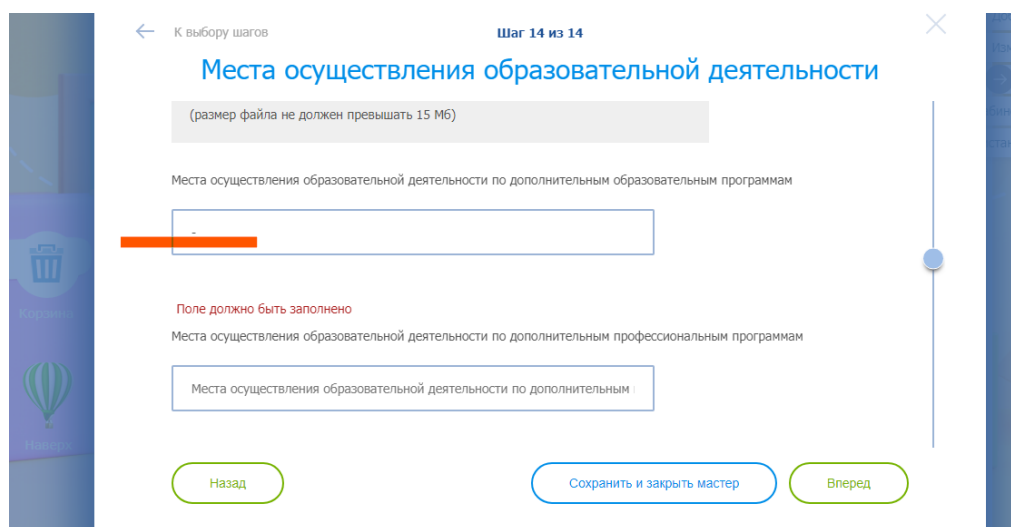 К выбору шагов
Шаг 14 из 14
Места осуществления образовательной деятельности
(размер файла не должен превышать 15 Мб)
Места осуществления образовательной деятельности по дополнительным образовательным программам
-
Поле должно быть заполнено
Места осуществления образовательной деятельности по дополнительным профессиональным программам
Места осуществления образовательной деятельности по дополнительным
Назад
Сохранить и закрыть мастер
Вперед
Корзина
Наверх